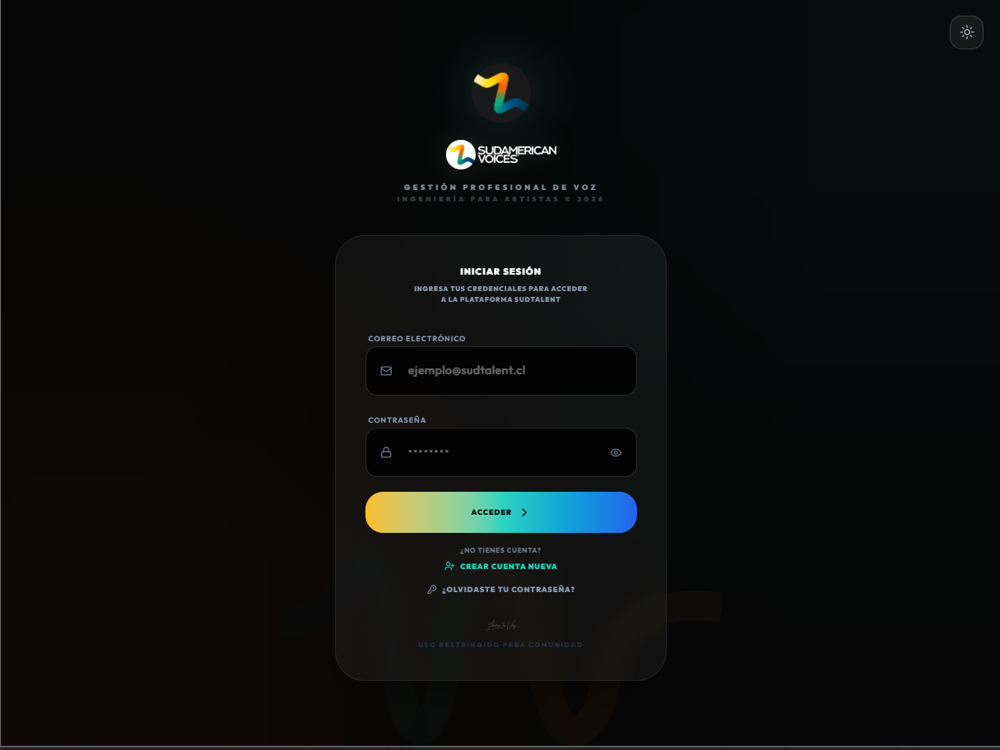 SUDAMERICAN
VOICES
GESTIÓN PROFESIONAL DE VOZ
INGENIERÍA PARA ARTISTAS © 2026
INICIAR SESIÓN
INGRESA TUS CREDENCIALES PARA ACCEDER
A LA PLATAFORMA SUDTALENT
CORREO ELECTRÓNICO
ejemplo@sudtalent.cl
CONTRASEÑA
••••••••
ACCEDER
¿NO TIENES CUENTA?
CREAR CUENTA NUEVA
¿OLVIDASTE TU CONTRASEÑA?
USO RESTRINGIDO PARA COMUNIDAD